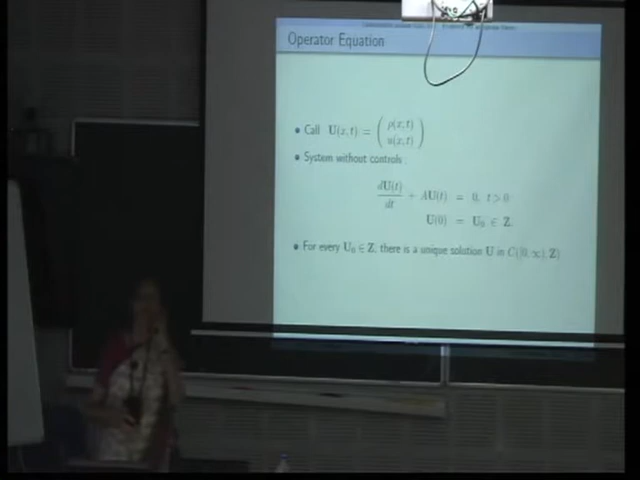 Operator Equation
• Call U(x, t) = ( ρ(x, t)
u(x, t) )
• System without controls
dU(t)/dt + AU(t) = 0, t > 0
U(0) = U₀ ∈ Z.
• For every U₀ ∈ Z, there is a unique solution U in C([0, ∞); Z)